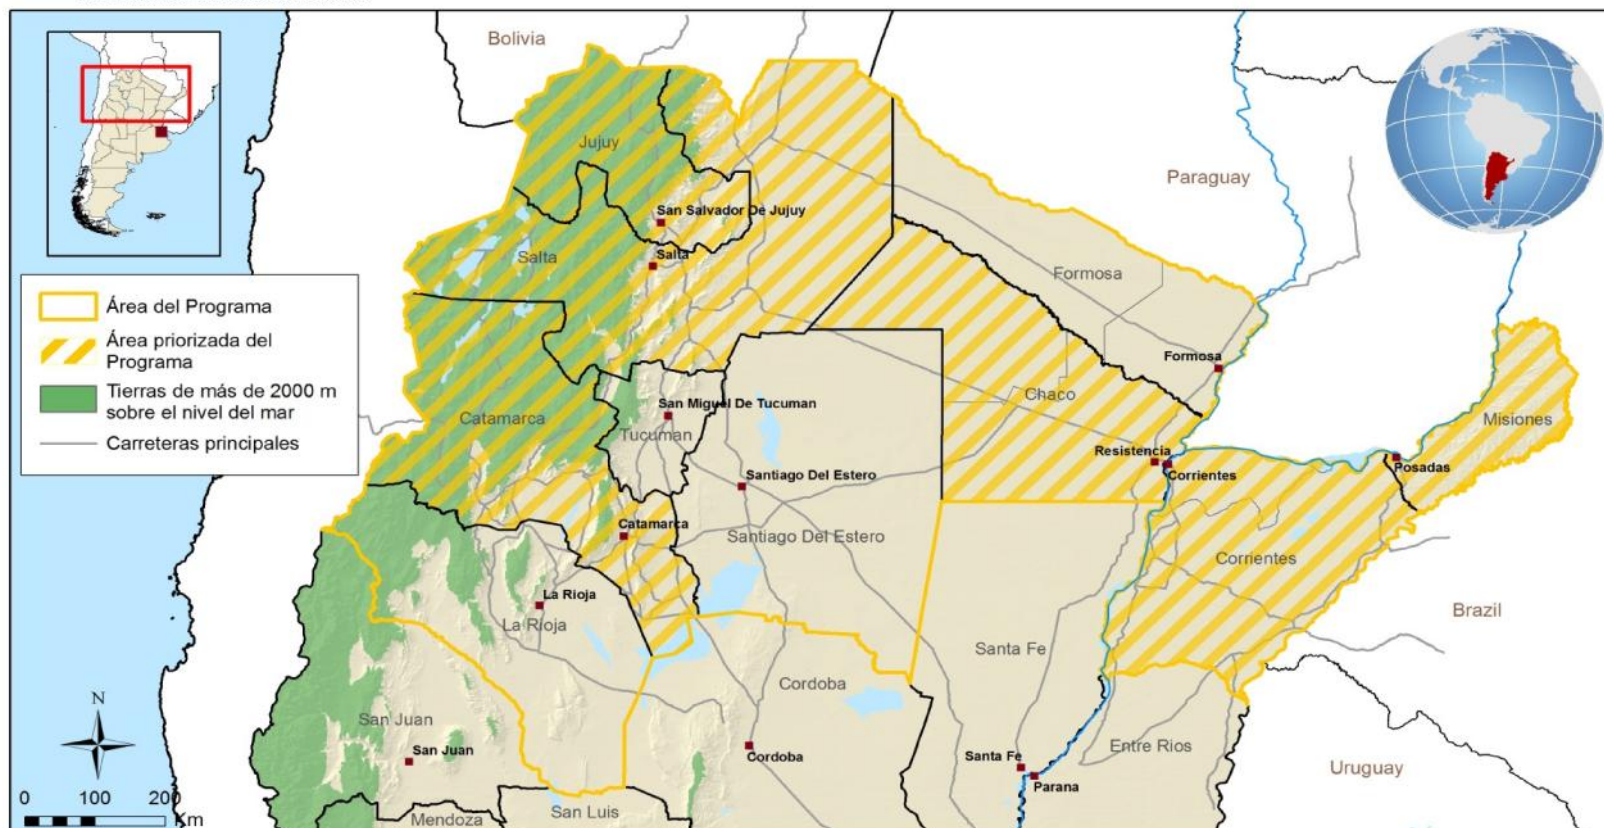 Bolivia
Jujuy
Paraguay
San Salvador De Jujuy
Salta
Salta
Formosa
Área del Programa
Área priorizada del
Programa
Tierras de más de 2000 m
sobre el nivel del mar
Carreteras principales
Formosa
Chaco
Catamarca
San Miguel De Tucuman
Tucuman
Misiones
Resistencia
Corrientes
Posadas
Santiago Del Estero
Catamarca
Santiago Del Estero
Corrientes
La Rioja
La Rioja
Brazil
Santa Fe
Cordoba
N
San Juan
San Juan
Cordoba
Santa Fe
Parana
Entre Rios
Uruguay
0 100 200
Km
San Luis
Mendoza